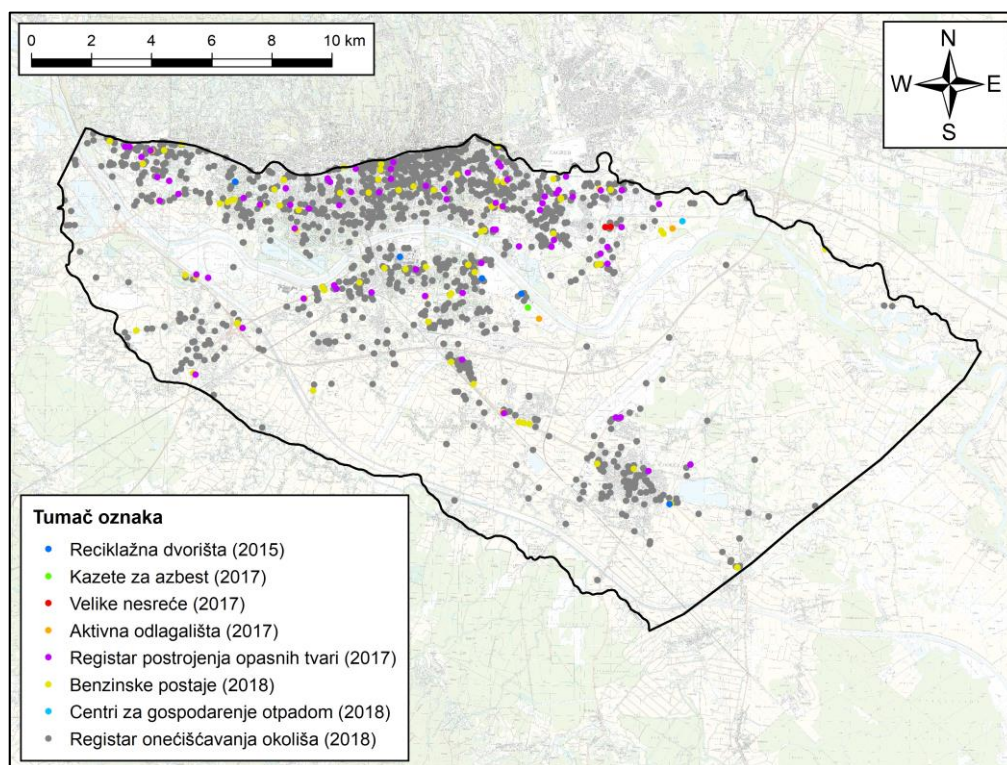 0 2 4 6 8 10 km
N
W E
S
Tumač oznaka
Reciklažna dvorišta (2015)
Kazete za azbest (2017)
Velike nesreće (2017)
Aktivna odlagališta (2017)
Registar postrojenja opasnih tvari (2017)
Benzinske postaje (2018)
Centri za gospodarenje otpadom (2018)
Registar onećišćavanja okoliša (2018)